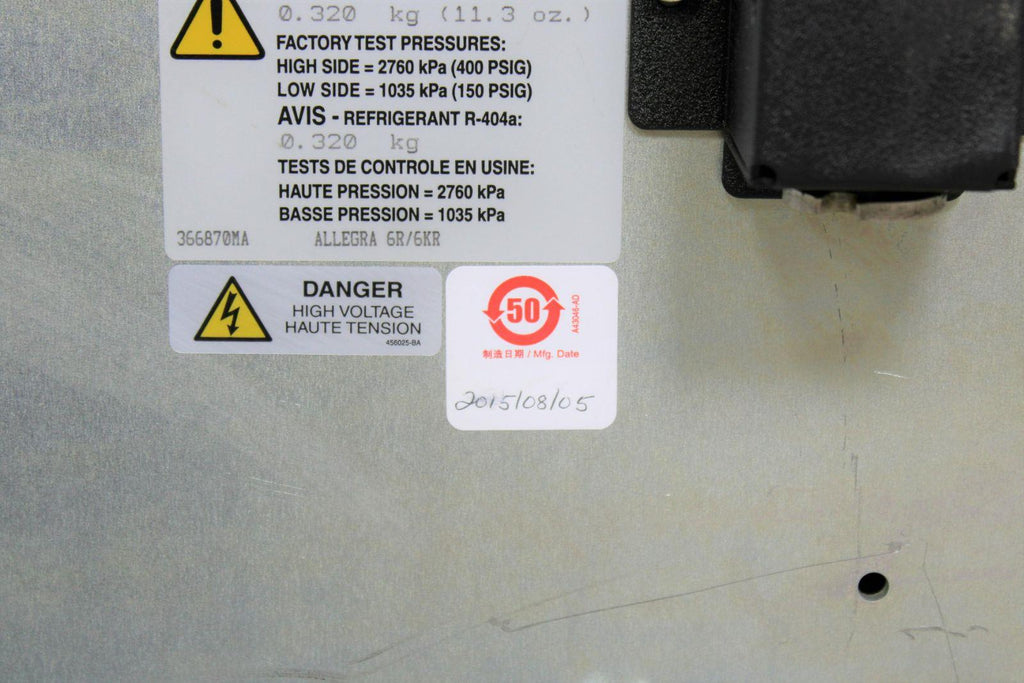 0.320 kg (11.3 oz.)
FACTORY TEST PRESSURES:
HIGH SIDE = 2760 kPa (400 PSIG)
LOW SIDE = 1035 kPa (150 PSIG)
AVIS - REFRIGERANT R-404a:
0.320 kg
TESTS DE CONTROLE EN USINE:
HAUTE PRESSION = 2760 kPa
BASSE PRESSION = 1035 kPa
366870MA ALLEGRA 6R/6KR
DANGER
HIGH VOLTAGE
HAUTE TENSION
456025-BA
50
A43046-AD
制造日期 / Mfg. Date
2015/08/05